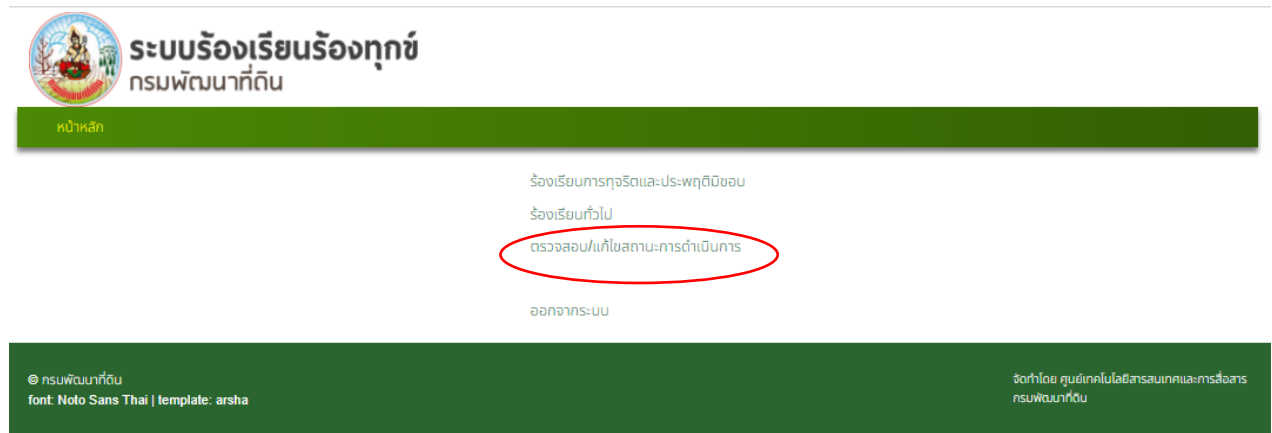 ระบบร้องเรียนร้องทุกข์
กรมพัฒนาที่ดิน
หน้าหลัก
ร้องเรียนการทุจริตและประพฤติมิชอบ
ร้องเรียนทั่วไป
ตรวจสอบ/แก้ไขสถานะการดำเนินการ
ออกจากระบบ
© กรมพัฒนาที่ดิน
font: Noto Sans Thai | template: arsha
จัดทำโดย ศูนย์เทคโนโลยีสารสนเทศและการสื่อสาร
กรมพัฒนาที่ดิน